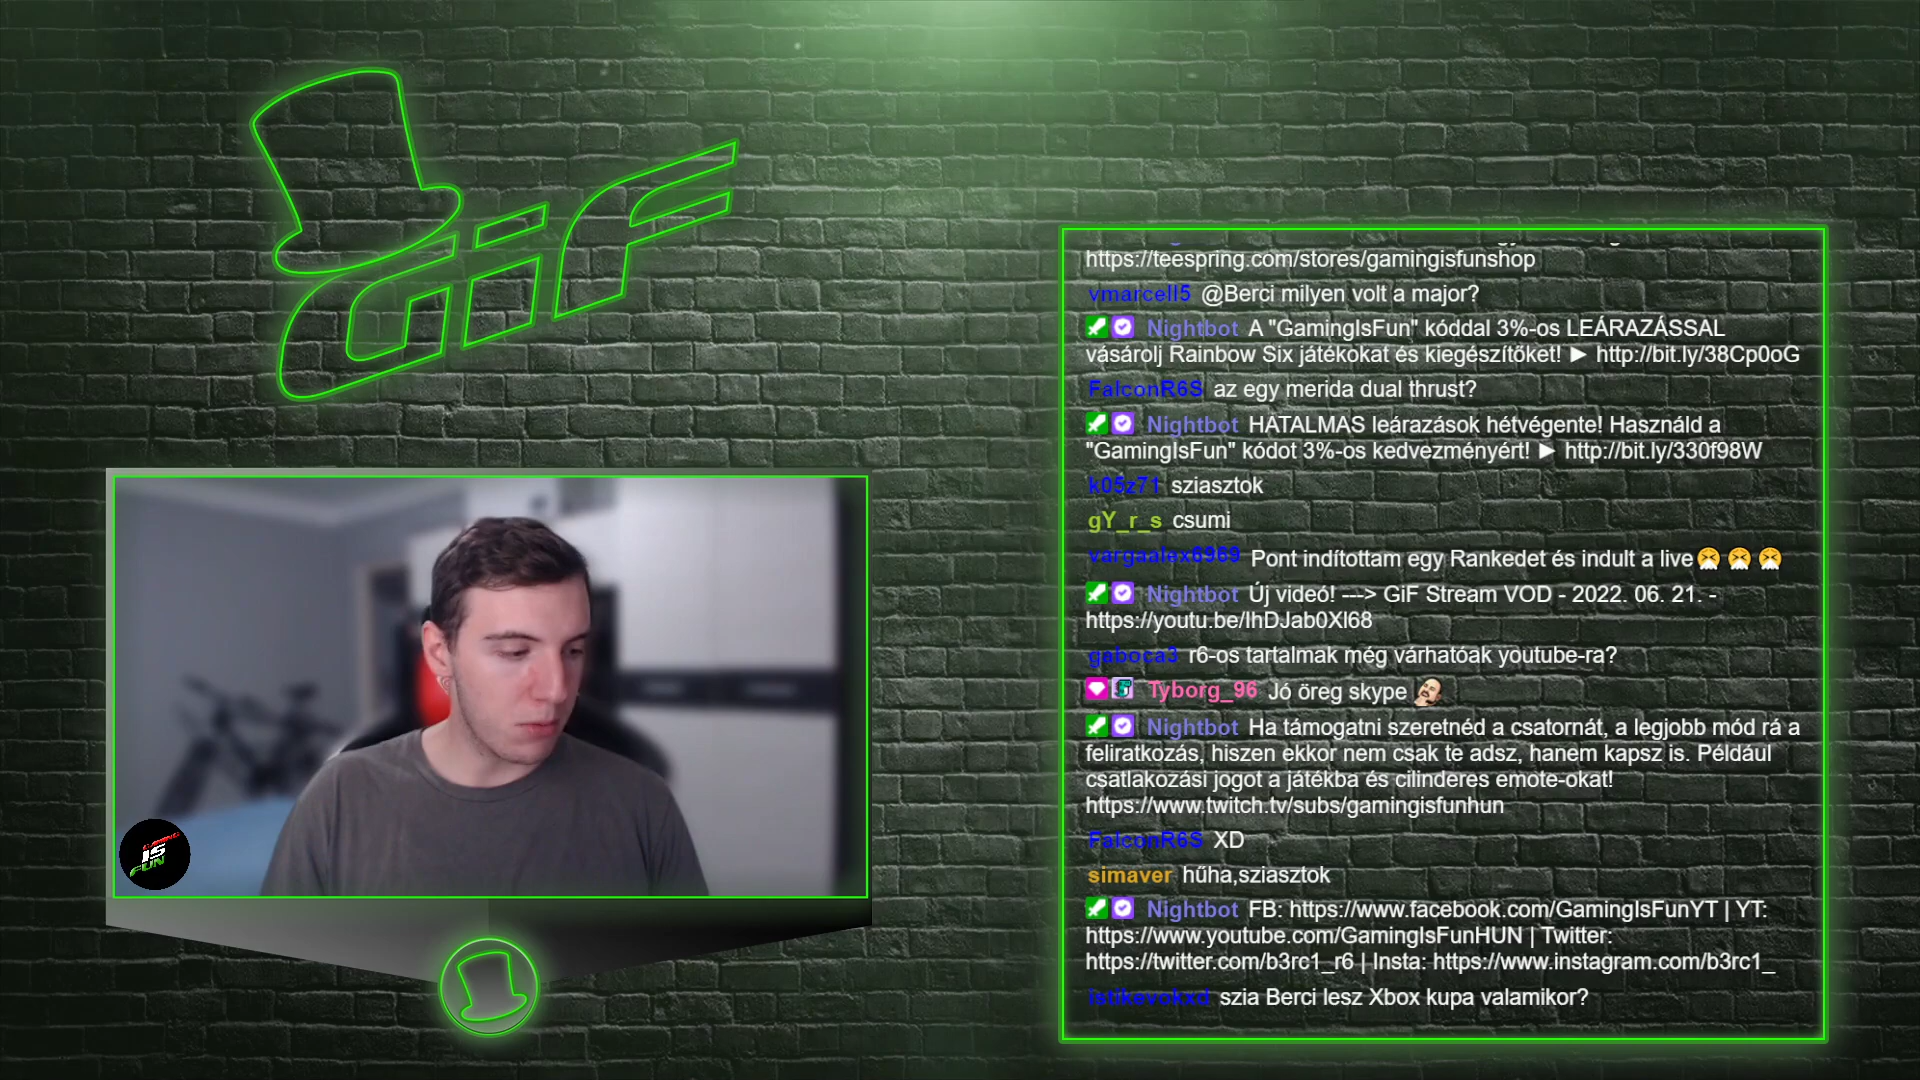 GiF
GAMING
IS
FUN
https://teespring.com/stores/gamingisfunshop
vmarcell5 @Berci milyen volt a major?
Nightbot A "GamingIsFun" kóddal 3%-os LEÁRAZÁSSAL
vásárolj Rainbow Six játékokat és kiegészítőket! ► http://bit.ly/38Cp0oG
FalconR6S az egy merida dual thrust?
Nightbot HATALMAS leárazások hétvégente! Használd a
"GamingIsFun" kódot 3%-os kedvezményért! ► http://bit.ly/330f98W
k05z71 sziasztok
gY_r_s csumi
vargaalex6969 Pont indítottam egy Rankedet és indult a live😤 😤 😤
Nightbot Új videó! ---> GiF Stream VOD - 2022. 06. 21. -
https://youtu.be/IhDJab0Xl68
gaboca3 r6-os tartalmak még várhatóak youtube-ra?
Tyborg_96 Jó öreg skype
Nightbot Ha támogatni szeretnéd a csatornát, a legjobb mód rá a
feliratkozás, hiszen ekkor nem csak te adsz, hanem kapsz is. Például
csatlakozási jogot a játékba és cilinderes emote-okat!
https://www.twitch.tv/subs/gamingisfunhun
FalconR6S XD
simaver hűha,sziasztok
Nightbot FB: https://www.facebook.com/GamingIsFunYT | YT:
https://www.youtube.com/GamingIsFunHUN | Twitter:
https://twitter.com/b3rc1_r6 | Insta: https://www.instagram.com/b3rc1_
istikevokxd szia Berci lesz Xbox kupa valamikor?